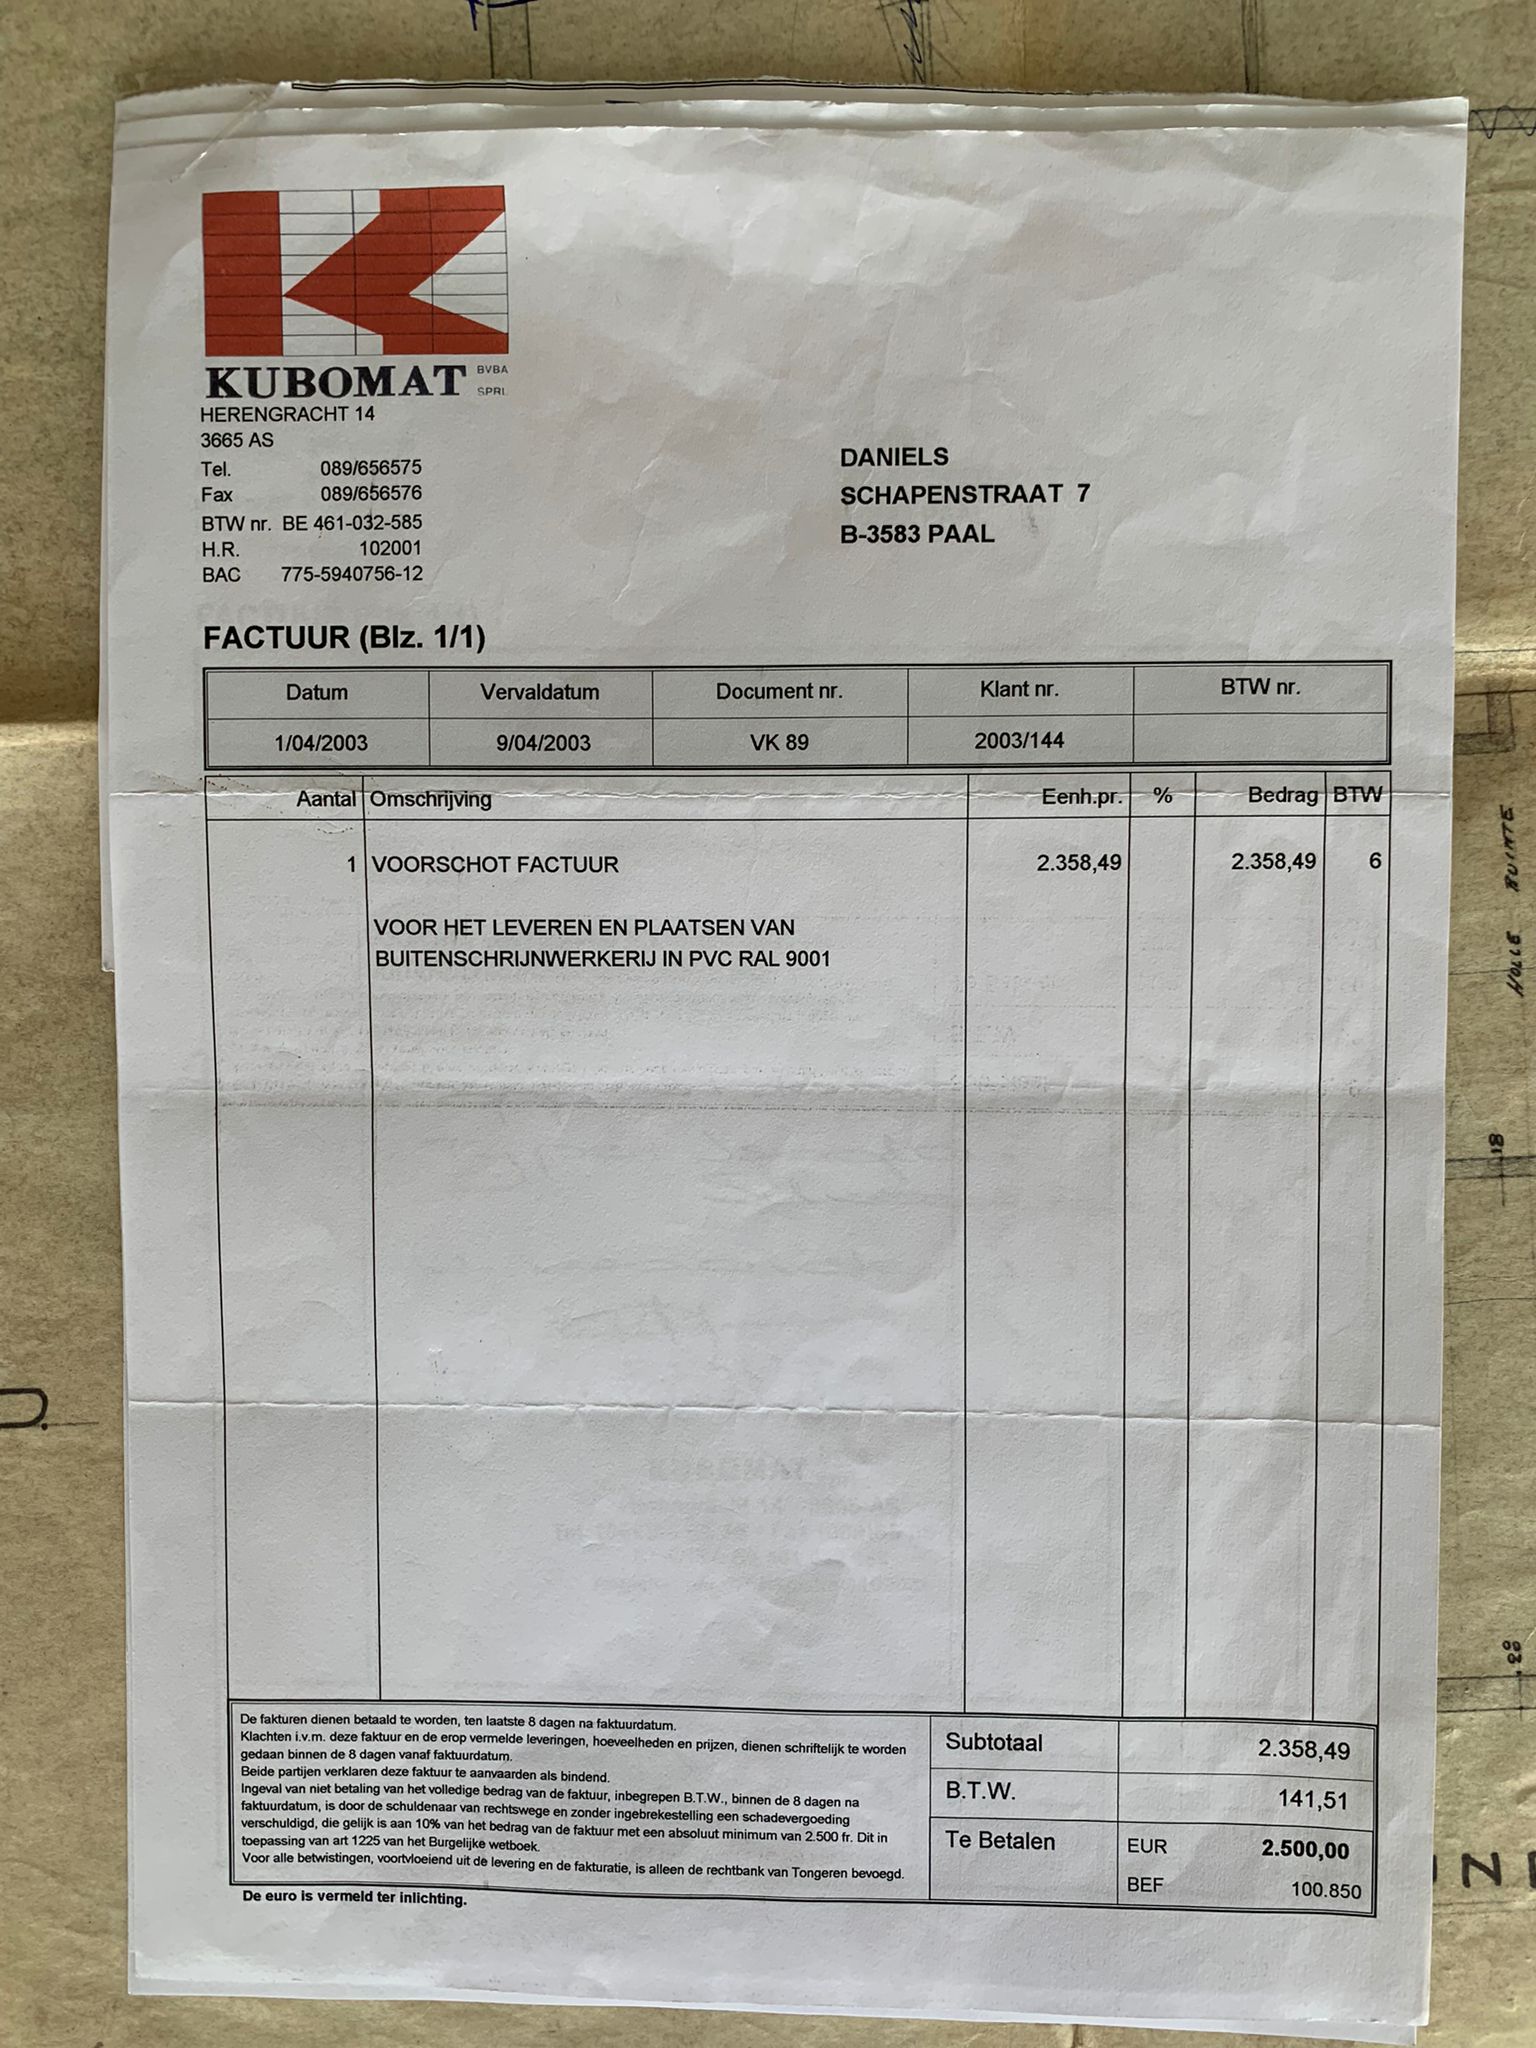 KUBOMAT BVBA SPRL
HERENGRACHT 14
3665 AS
Tel. 089/656575
Fax 089/656576
BTW nr. BE 461-032-585
H.R. 102001
BAC 775-5940756-12
DANIELS
SCHAPENSTRAAT 7
B-3583 PAAL
FACTUUR (Blz. 1/1)
Datum Vervaldatum Document nr. Klant nr. BTW nr.
1/04/2003 9/04/2003 VK 89 2003/144
Aantal Omschrijving Eenh.pr. % Bedrag BTW
1 VOORSCHOT FACTUUR 2.358,49 2.358,49 6
VOOR HET LEVEREN EN PLAATSEN VAN
BUITENSCHRIJNWERKERIJ IN PVC RAL 9001
De fakturen dienen betaald te worden, ten laatste 8 dagen na faktuurdatum.
Klachten i.v.m. deze faktuur en de erop vermelde leveringen, hoeveelheden en prijzen, dienen schriftelijk te worden
gedaan binnen de 8 dagen vanaf faktuurdatum.
Beide partijen verklaren deze faktuur te aanvaarden als bindend.
Ingeval van niet betaling van het volledige bedrag van de faktuur, inbegrepen B.T.W., binnen de 8 dagen na
faktuurdatum, is door de schuldenaar van rechtswege en zonder ingebrekestelling een schadevergoeding
verschuldigd, die gelijk is aan 10% van het bedrag van de faktuur met een absoluut minimum van 2.500 fr. Dit in
toepassing van art 1225 van het Burgelijke wetboek.
Voor alle betwistingen, voortvloeiend uit de levering en de fakturatie, is alleen de rechtbank van Tongeren bevoegd.
De euro is vermeld ter inlichting.
Subtotaal 2.358,49
B.T.W. 141,51
Te Betalen EUR 2.500,00
BEF 100.850
HOLLE RUIMTE
18